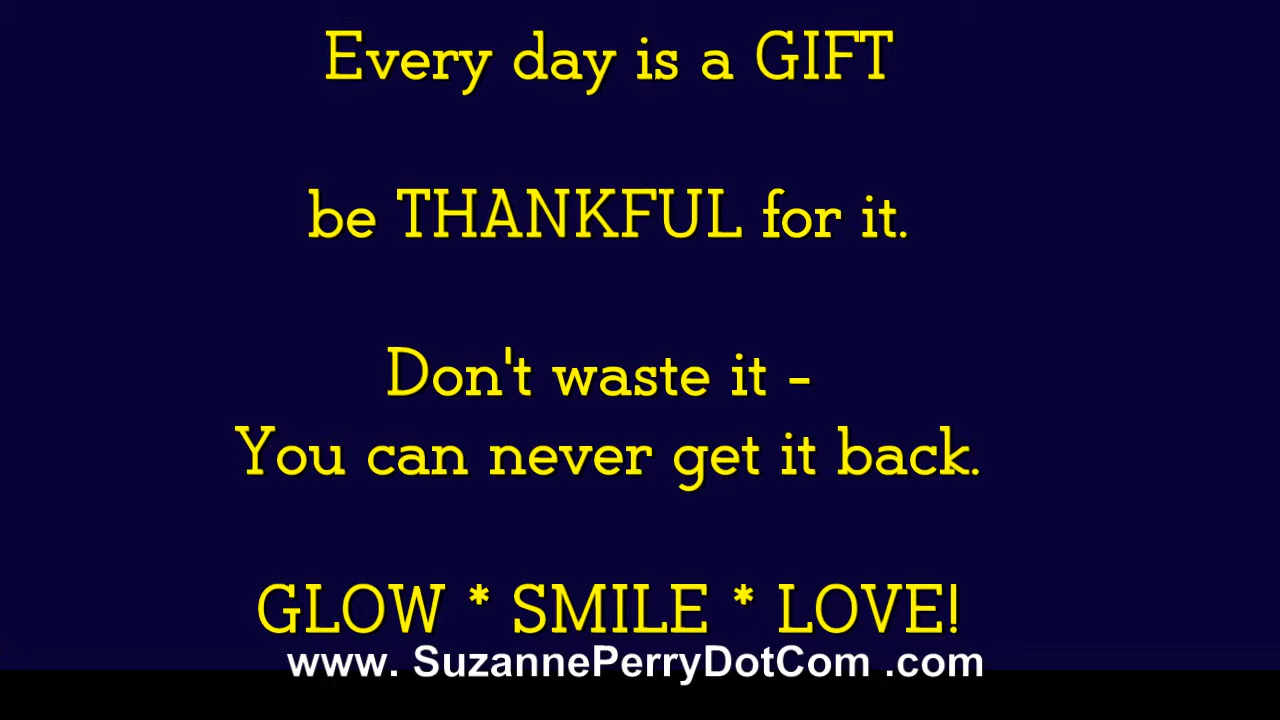 Every day is a GIFT
be THANKFUL for it.
Don't waste it -
You can never get it back.
GLOW * SMILE * LOVE!
www. SuzannePerryDotCom .com